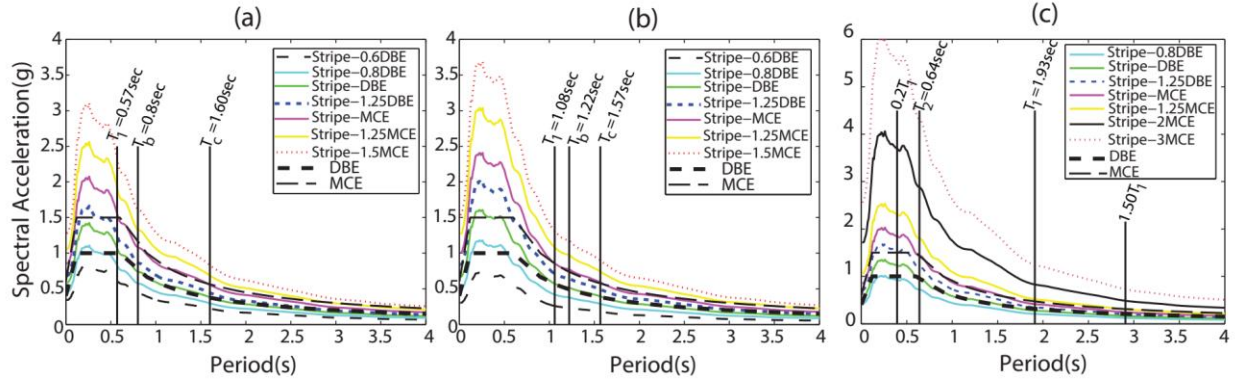 (a)
Spectral Acceleration(g)
3.5
3
2.5
2
1.5
1
0.5
0
0 0.5 1 1.5 2 2.5 3 3.5 4
Period(s)
T1=0.57sec
Tb=0.8sec
Tc=1.60sec
Stripe-0.6DBE
Stripe-0.8DBE
Stripe-DBE
Stripe-1.25DBE
Stripe-MCE
Stripe-1.25MCE
Stripe-1.5MCE
DBE
MCE
(b)
3.5
3
2.5
2
1.5
1
0.5
0
0 0.5 1 1.5 2 2.5 3 3.5 4
Period(s)
T1=1.08sec
Tb=1.22sec
Tc=1.57sec
Stripe-0.6DBE
Stripe-0.8DBE
Stripe-DBE
Stripe-1.25DBE
Stripe-MCE
Stripe-1.25MCE
Stripe-1.5MCE
DBE
MCE
(c)
6
5
4
3
2
1
0
0 0.5 1 1.5 2 2.5 3 3.5 4
Period(s)
0.2T1
T2=0.64sec
T1=1.93sec
1.50T1
Stripe-0.8DBE
Stripe-DBE
Stripe-1.25DBE
Stripe-MCE
Stripe-1.25MCE
Stripe-2MCE
Stripe-3MCE
DBE
MCE